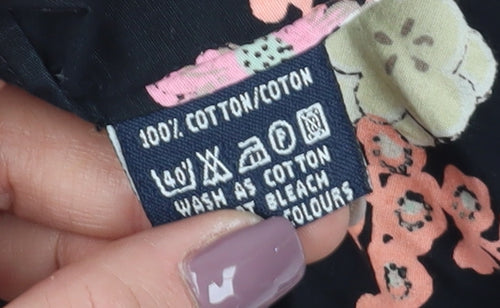 100% COTTON/COTON
40° P
WASH AS COTTON
BLEACH
COLOURS